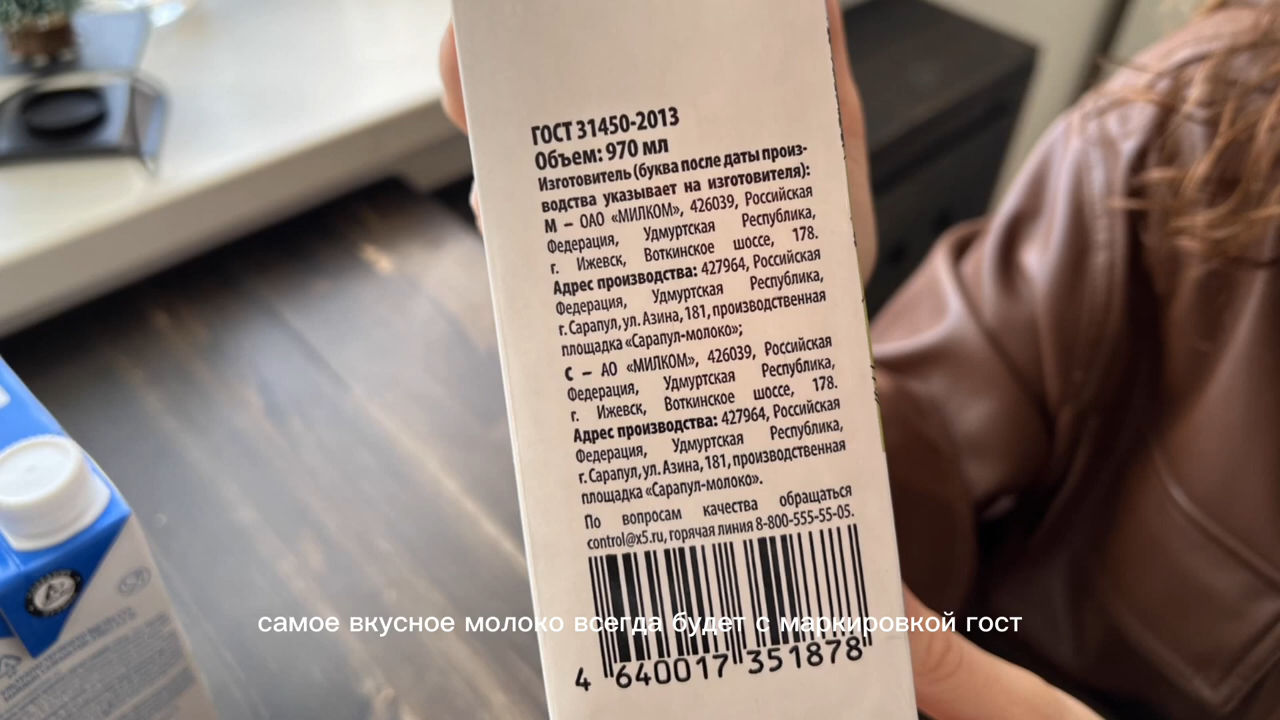 ГОСТ 31450-2013
Объем: 970 мл
Изготовитель (буква после даты произ-
водства указывает на изготовителя):
М – ОАО «МИЛКОМ», 426039, Российская
Федерация, Удмуртская Республика,
г. Ижевск, Воткинское шоссе, 178.
Адрес производства: 427964, Российская
Федерация, Удмуртская Республика,
г. Сарапул, ул. Азина, 181, производственная
площадка «Сарапул-молоко»;
С – АО «МИЛКОМ», 426039, Российская
Федерация, Удмуртская Республика,
г. Ижевск, Воткинское шоссе, 178.
Адрес производства: 427964, Российская
Федерация, Удмуртская Республика,
г. Сарапул, ул. Азина, 181, производственная
площадка «Сарапул-молоко».
По вопросам качества обращаться
control@x5.ru, горячая линия 8-800-555-55-05.
самое вкусное молоко всегда будет с маркировкой гост
4 640017 351878